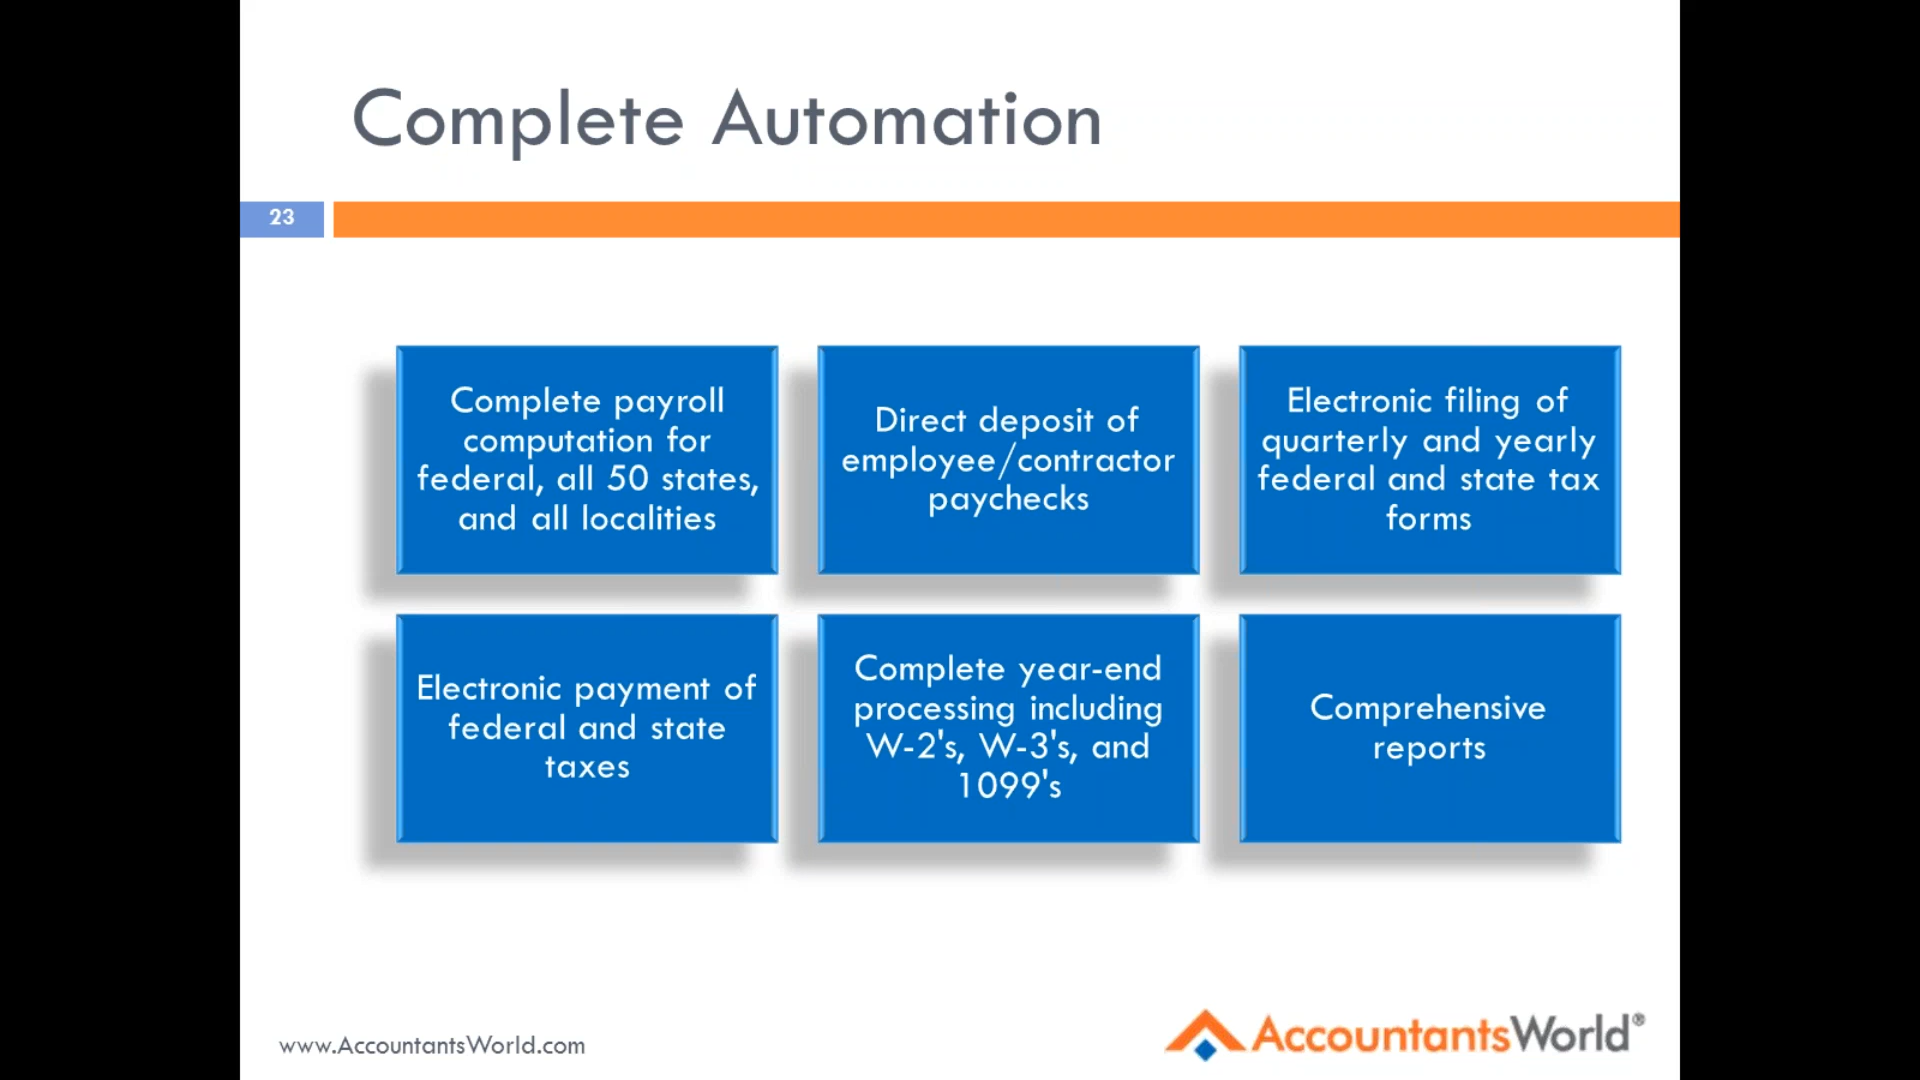 Complete Automation
23
Complete payroll
computation for
federal, all 50 states,
and all localities
Direct deposit of
employee/contractor
paychecks
Electronic filing of
quarterly and yearly
federal and state tax
forms
Electronic payment of
federal and state
taxes
Complete year-end
processing including
W-2's, W-3's, and
1099's
Comprehensive
reports
www.AccountantsWorld.com
AccountantsWorld®